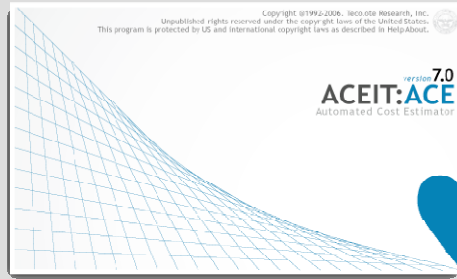 Copyright ©1992-2006, Tecolote Research, Inc.
Unpublished rights reserved under the copyright laws of the United States.
This program is protected by US and international copyright laws as described in Help About.
version 7.0
ACEIT:ACE
Automated Cost Estimator